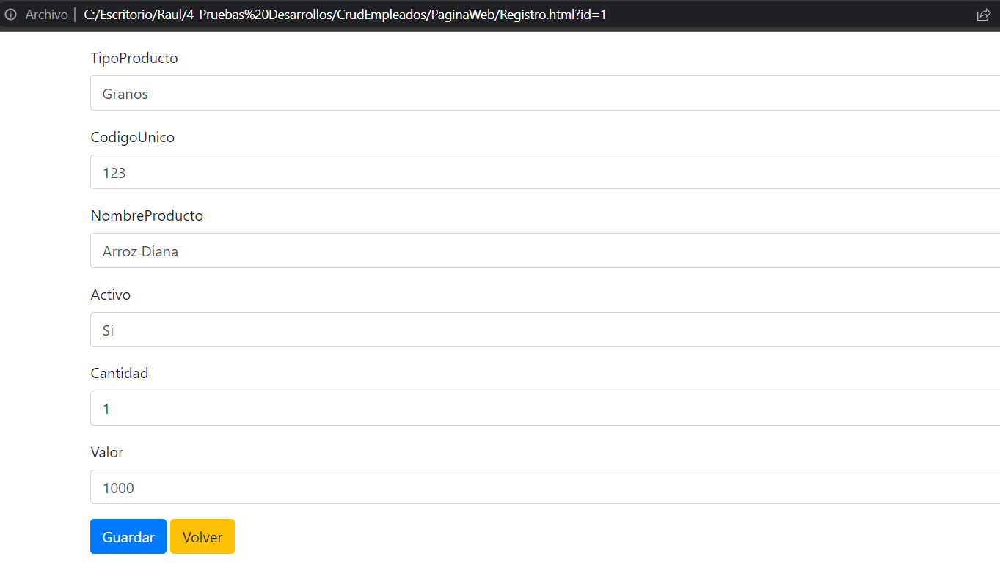 Archivo | C:/Escritorio/Raul/4_Pruebas%20Desarrollos/CrudEmpleados/PaginaWeb/Registro.html?id=1
TipoProducto
Granos
CodigoUnico
123
NombreProducto
Arroz Diana
Activo
Si
Cantidad
1
Valor
1000
Guardar Volver